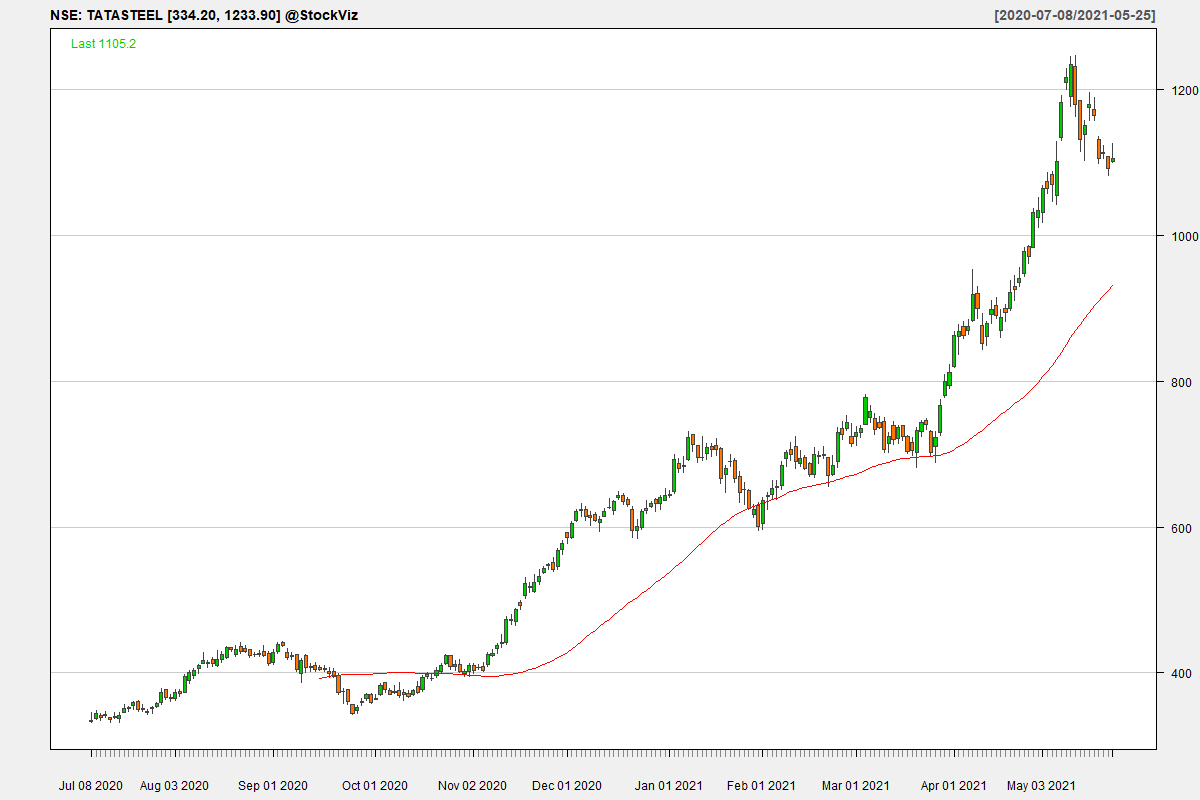 NSE: TATASTEEL [334.20, 1233.90] @StockViz [2020-07-08/2021-05-25]
Last 1105.2
1200
1000
800
600
400
Jul 08 2020 Aug 03 2020 Sep 01 2020 Oct 01 2020 Nov 02 2020 Dec 01 2020 Jan 01 2021 Feb 01 2021 Mar 01 2021 Apr 01 2021 May 03 2021